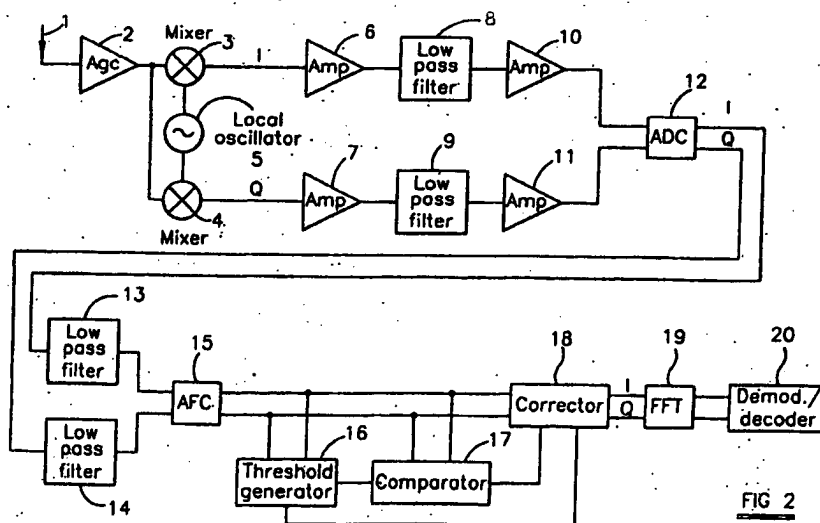 1
2
Agc
Mixer
3
I
6
Amp
8
Low
pass
filter
10
Amp
12
ADC
I
Q
Local
oscillator
5
4
Mixer
Q
7
Amp
9
Low
pass
filter
11
Amp
13
Low
pass
filter
14
Low
pass
filter
15
AFC
16
Threshold
generator
17
Comparator
18
Corrector
I
Q
19
FFT
20
Demod./
decoder
FIG 2